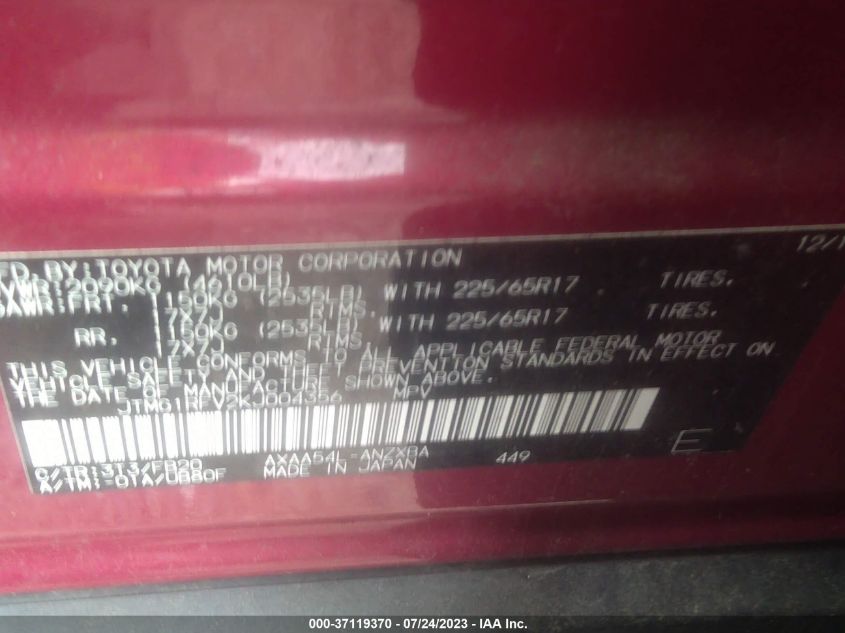 12/1
FD. BY: TOYOTA MOTOR CORPORATION
VWR: 2090KG (4610LB)
GAWR: FRT. 1150KG (2535LB) WITH 225/65R17 TIRES.
17X7J RIMS.
RR. 1150KG (2535LB) WITH 225/65R17 TIRES.
17X7J RIMS,
THIS VEHICLE CONFORMS TO ALL APPLICABLE FEDERAL MOTOR
VEHICLE SAFETY AND THEFT PREVENTION STANDARDS IN EFFECT ON
THE DATE OF MANUFACTURE SHOWN ABOVE.
2KJ004356 MPV
C/TR: 3T3/FB20 AXAA54L-ANZXBA 449 E
A/TM: -01A/UB80F MADE IN JAPAN
000-37119370 - 07/24/2023 - IAA Inc.